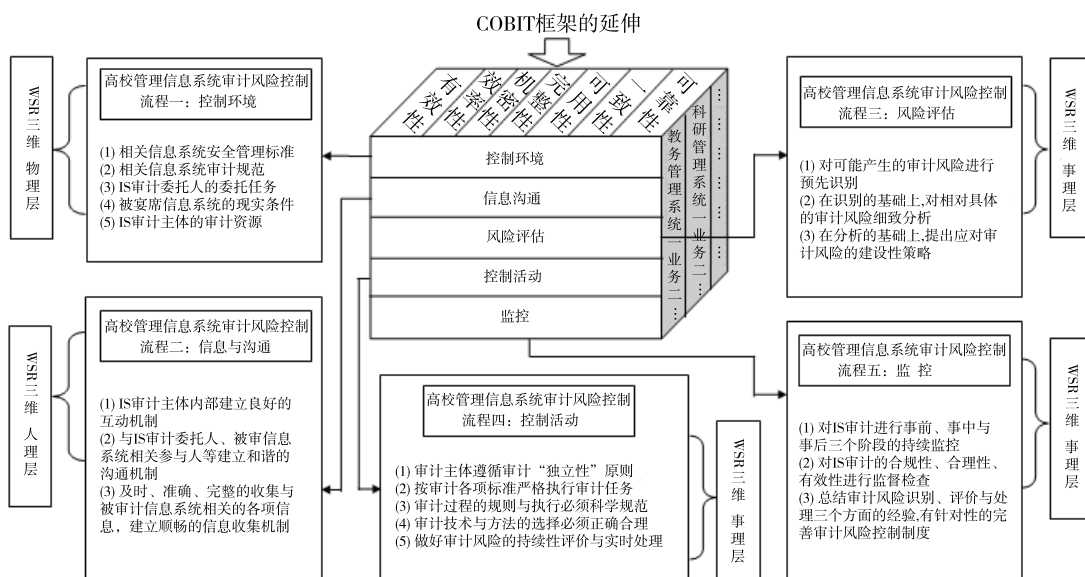 COBIT框架的延伸
有效性
效率性
机密性
完整性
可用性
一致性
可靠性
控制环境
信息沟通
风险评估
控制活动
监控
教务管理系统一业务二…
科研管理系统一业务二…
…
WSR三维 物理层
高校管理信息系统审计风险控制
流程一：控制环境
(1) 相关信息系统安全管理标准
(2) 相关信息系统审计规范
(3) IS审计委托人的委托任务
(4) 被宴席信息系统的现实条件
(5) IS审计主体的审计资源
WSR三维 人理层
高校管理信息系统审计风险控制
流程二：信息与沟通
(1) IS审计主体内部建立良好的
互动机制
(2) 与IS审计委托人、被审信息
系统相关参与人等建立和谐的
沟通机制
(3) 及时、准确、完整的收集与
被审计信息系统相关的各项信
息，建立顺畅的信息收集机制
高校管理信息系统审计风险控制
流程三：风险评估
(1) 对可能产生的审计风险进行
预先识别
(2) 在识别的基础上,对相对具体
的审计风险细致分析
(3) 在分析的基础上,提出应对审
计风险的建设性策略
WSR三维 事理层
高校管理信息系统审计风险控制
流程四：控制活动
(1) 审计主体遵循审计“独立性”原则
(2) 按审计各项标准严格执行审计任务
(3) 审计过程的规则与执行必须科学规范
(4) 审计技术与方法的选择必须正确合理
(5) 做好审计风险的持续性评价与实时处理
WSR三维 事理层
高校管理信息系统审计风险控制
流程五：监 控
(1) 对IS审计进行事前、事中与
事后三个阶段的持续监控
(2) 对IS审计的合规性、合理性、
有效性进行监督检查
(3) 总结审计风险识别、评价与处
理三个方面的经验,有针对性的完
善审计风险控制制度
WSR三维 事理层